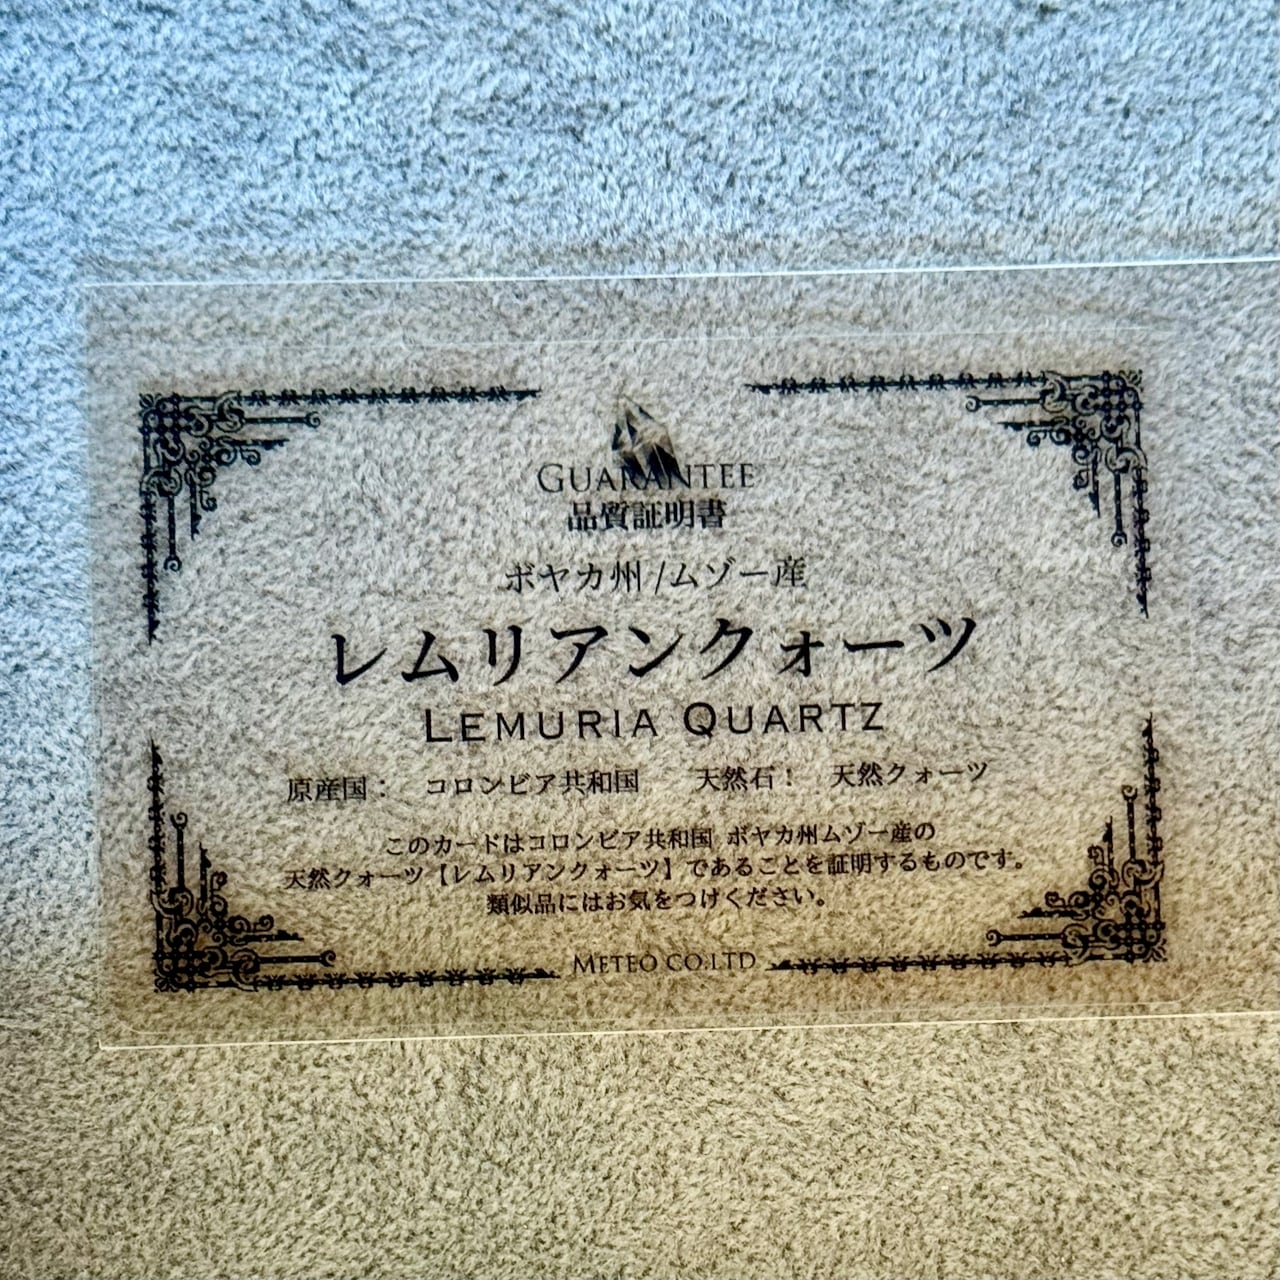 GUARANTEE
品質証明書
ボヤカ州/ムゾー産
レムリアンクォーツ
LEMURIA QUARTZ
原産国： コロンビア共和国 天然石： 天然クォーツ
このカードはコロンビア共和国 ボヤカ州ムゾー産の
天然クォーツ【レムリアンクォーツ】であることを証明するものです。
類似品にはお気をつけください。
METEO CO.LTD